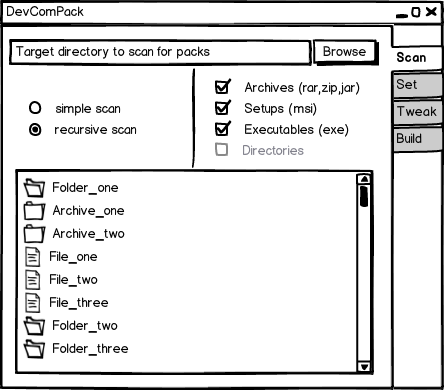 DevComPack
Target directory to scan for packs
Browse
Scan
Set
Tweak
Build
simple scan
recursive scan
Archives (rar,zip,jar)
Setups (msi)
Executables (exe)
Directories
Folder_one
Archive_one
Archive_two
File_one
File_two
File_three
Folder_two
Folder_three